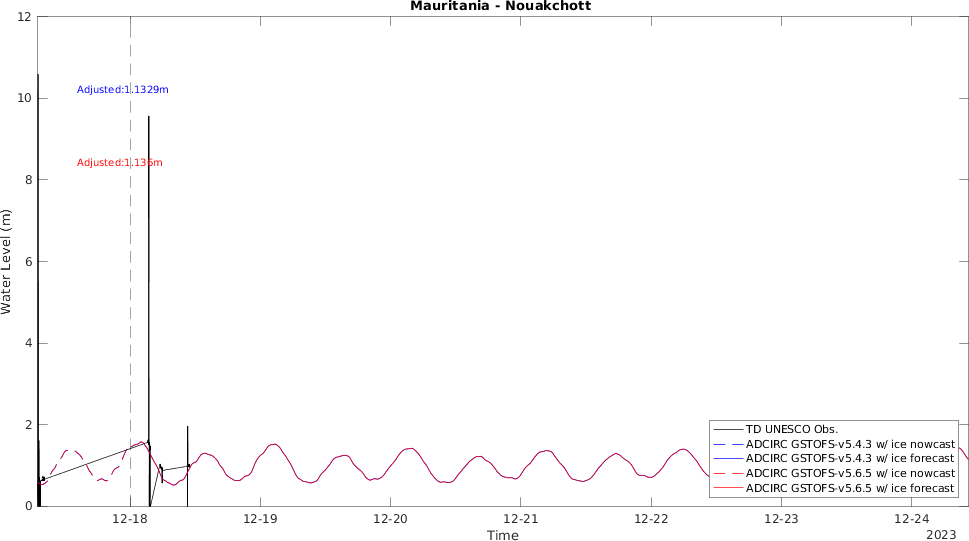 Mauritania - Nouakchott
12
10
8
6
4
2
0
Water Level (m)
Adjusted:1.1329m
Adjusted:1.136m
TD UNESCO Obs.
ADCIRC GSTOFS-v5.4.3 w/ ice nowcast
ADCIRC GSTOFS-v5.4.3 w/ ice forecast
ADCIRC GSTOFS-v5.6.5 w/ ice nowcast
ADCIRC GSTOFS-v5.6.5 w/ ice forecast
12-18 12-19 12-20 12-21 12-22 12-23 12-24
Time
2023